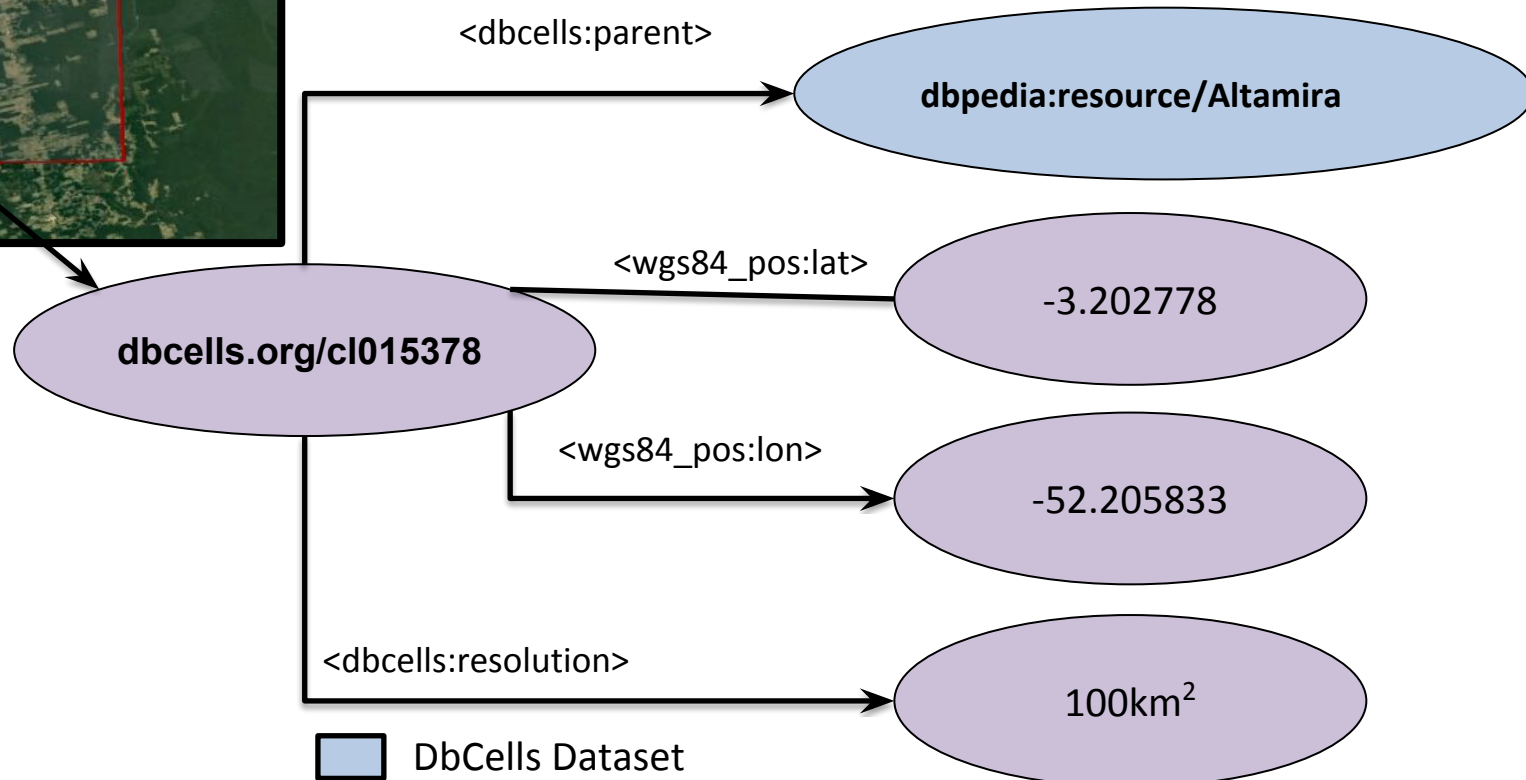 <dbcells:parent>
dbpedia:resource/Altamira
<wgs84_pos:lat>
-3.202778
dbcells.org/cl015378
<wgs84_pos:lon>
-52.205833
<dbcells:resolution>
100km²
DbCells Dataset